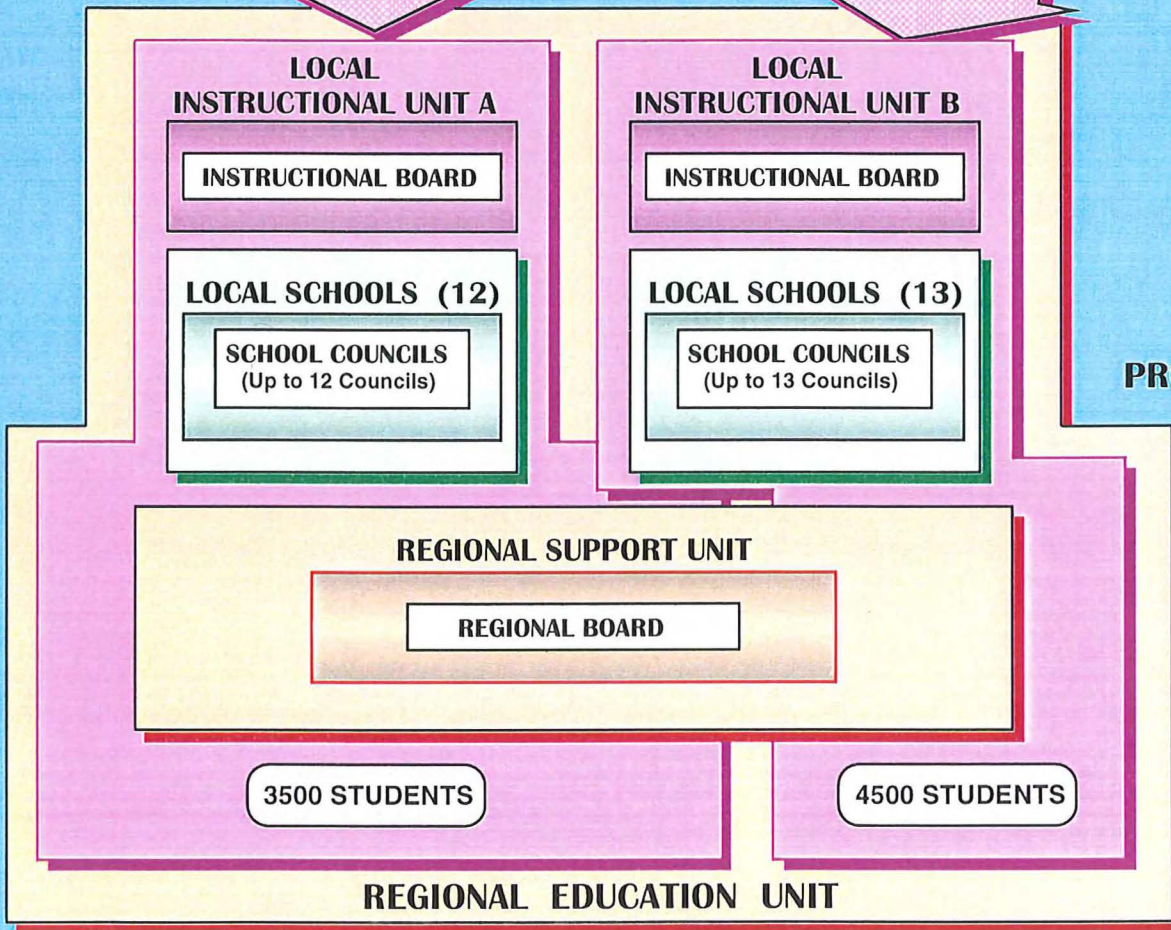 LOCAL
INSTRUCTIONAL UNIT A
INSTRUCTIONAL BOARD
LOCAL SCHOOLS (12)
SCHOOL COUNCILS
(Up to 12 Councils)
LOCAL
INSTRUCTIONAL UNIT B
INSTRUCTIONAL BOARD
LOCAL SCHOOLS (13)
SCHOOL COUNCILS
(Up to 13 Councils)
PR
REGIONAL SUPPORT UNIT
REGIONAL BOARD
3500 STUDENTS
4500 STUDENTS
REGIONAL EDUCATION UNIT